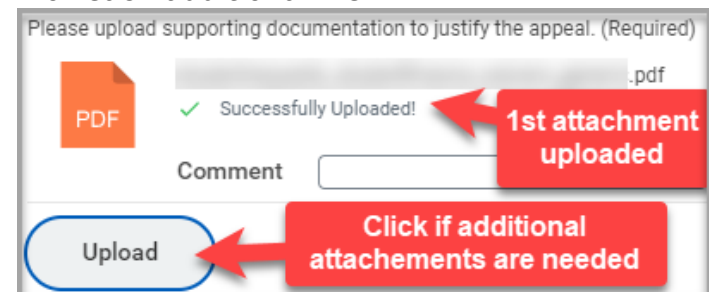 Please upload supporting documentation to justify the appeal. (Required)
.pdf
PDF
Successfully Uploaded!
1st attachment
uploaded
Comment
Upload
Click if additional
attachements are needed